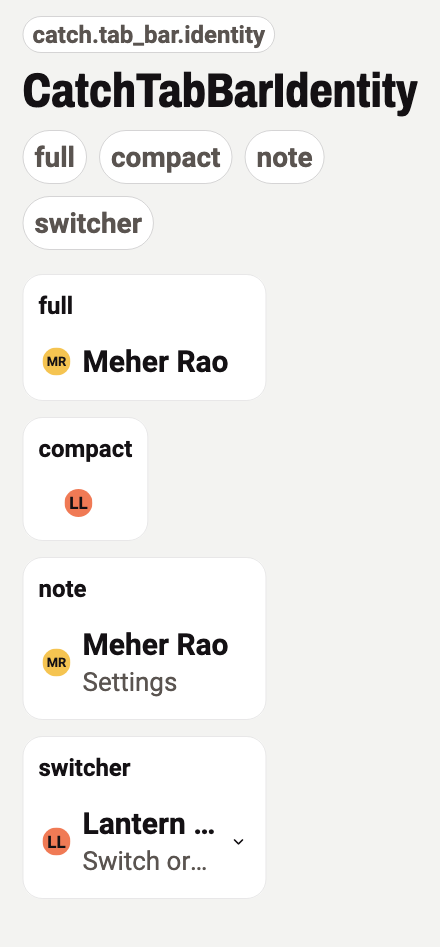 catch.tab_bar.identity
CatchTabBarIdentity
full compact note
switcher
full
MR Meher Rao
compact
LL
note
MR Meher Rao
Settings
switcher
LL Lantern ...
Switch or...